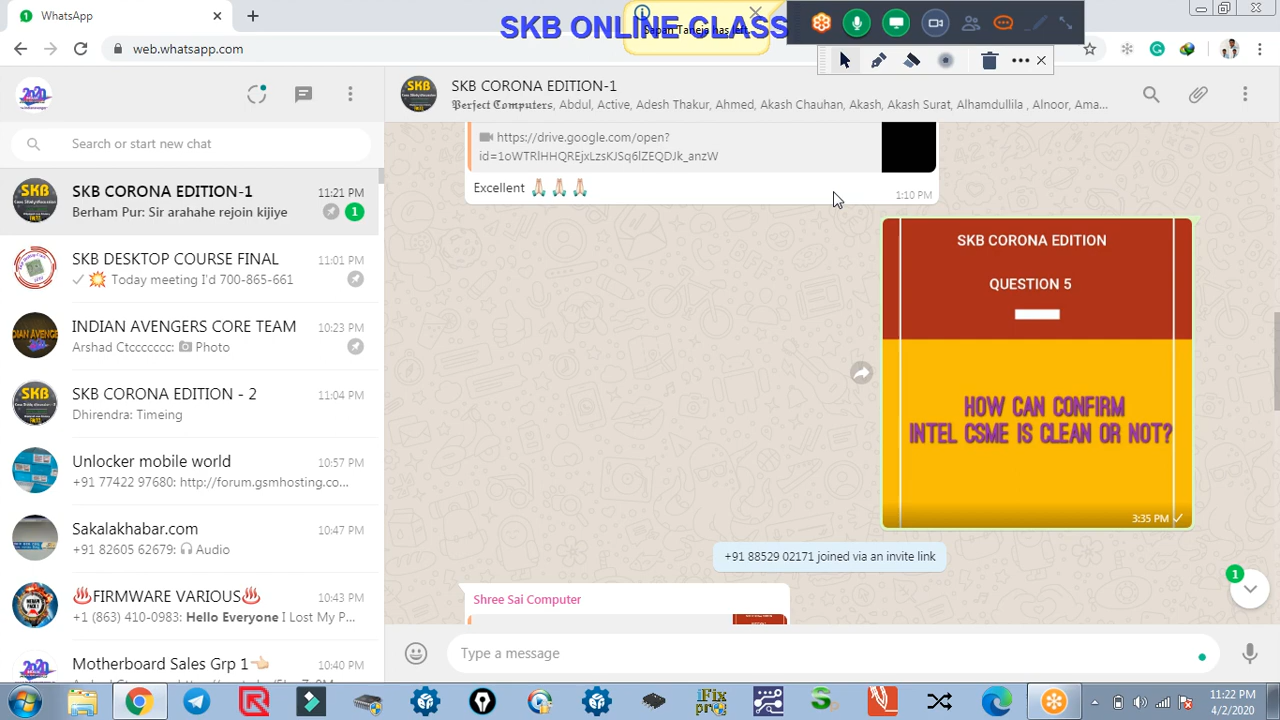 WhatsApp
SKB ONLINE CLASS
Sapan Taneja has left.
web.whatsapp.com
SKB CORONA EDITION-1
𝕻𝖊𝖗𝖋𝖊𝖈𝖙 𝕮𝖔𝖒𝖕𝖚𝖙𝖊𝖗𝖘, Abdul, Active, Adesh Thakur, Ahmed, Akash Chauhan, Akash, Akash Surat, Alhamdullila , Alnoor, Ama...
Search or start new chat
SKB CORONA EDITION-1
11:21 PM
Berham Pur: Sir arahahe rejoin kijiye
1
SKB DESKTOP COURSE FINAL
11:01 PM
💥 Today meeting I'd 700-865-661
INDIAN AVENGERS CORE TEAM
10:23 PM
Arshad Ctccccccc: Photo
SKB CORONA EDITION - 2
11:04 PM
Dhirendra: Timeing
Unlocker mobile world
10:57 PM
+91 77422 97680: http://forum.gsmhosting.co...
Sakalakhabar.com
10:47 PM
+91 82605 62679: Audio
♨️FIRMWARE VARIOUS♨️
10:43 PM
+1 (863) 410-0983: Hello Everyone I Lost My P...
Motherboard Sales Grp 1👈🏻
10:40 PM
https://drive.google.com/open?
id=1oWTRlHHQREjxLzsKJSq6lZEQDJk_anzW
Excellent 🙏🏻 🙏🏻 🙏🏻
1:10 PM
SKB CORONA EDITION
QUESTION 5
HOW CAN CONFIRM
INTEL CSME IS CLEAN OR NOT?
3:35 PM
+91 88529 02171 joined via an invite link
Shree Sai Computer
1
Type a message
11:22 PM
4/2/2020